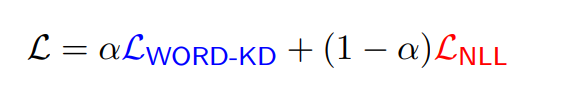 ℒ = αℒ_WORD-KD + (1 − α)ℒ_NLL